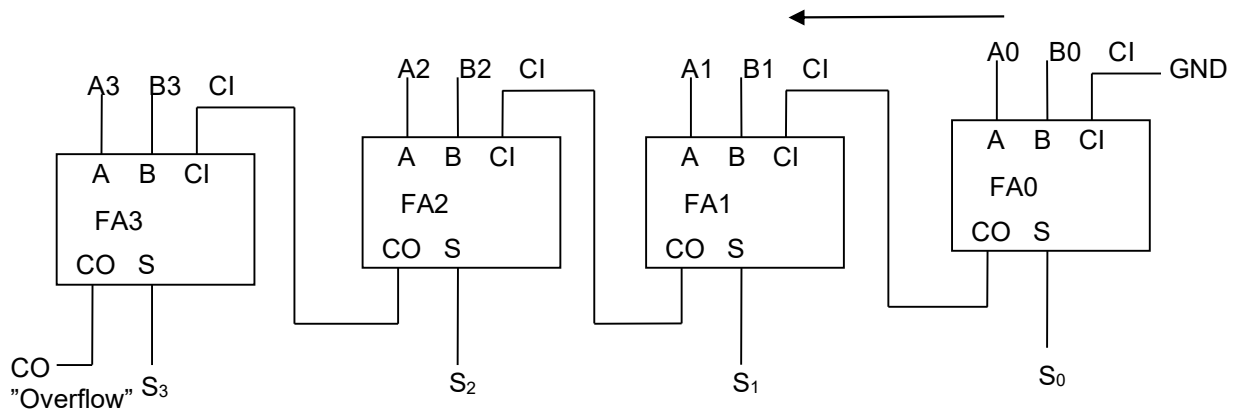 A3 B3 CI
A2 B2 CI
A1 B1 CI
A0 B0 CI
GND
A B CI
FA3
CO S
A B CI
FA2
CO S
A B CI
FA1
CO S
A B CI
FA0
CO S
CO
”Overflow”
S3
S2
S1
S0